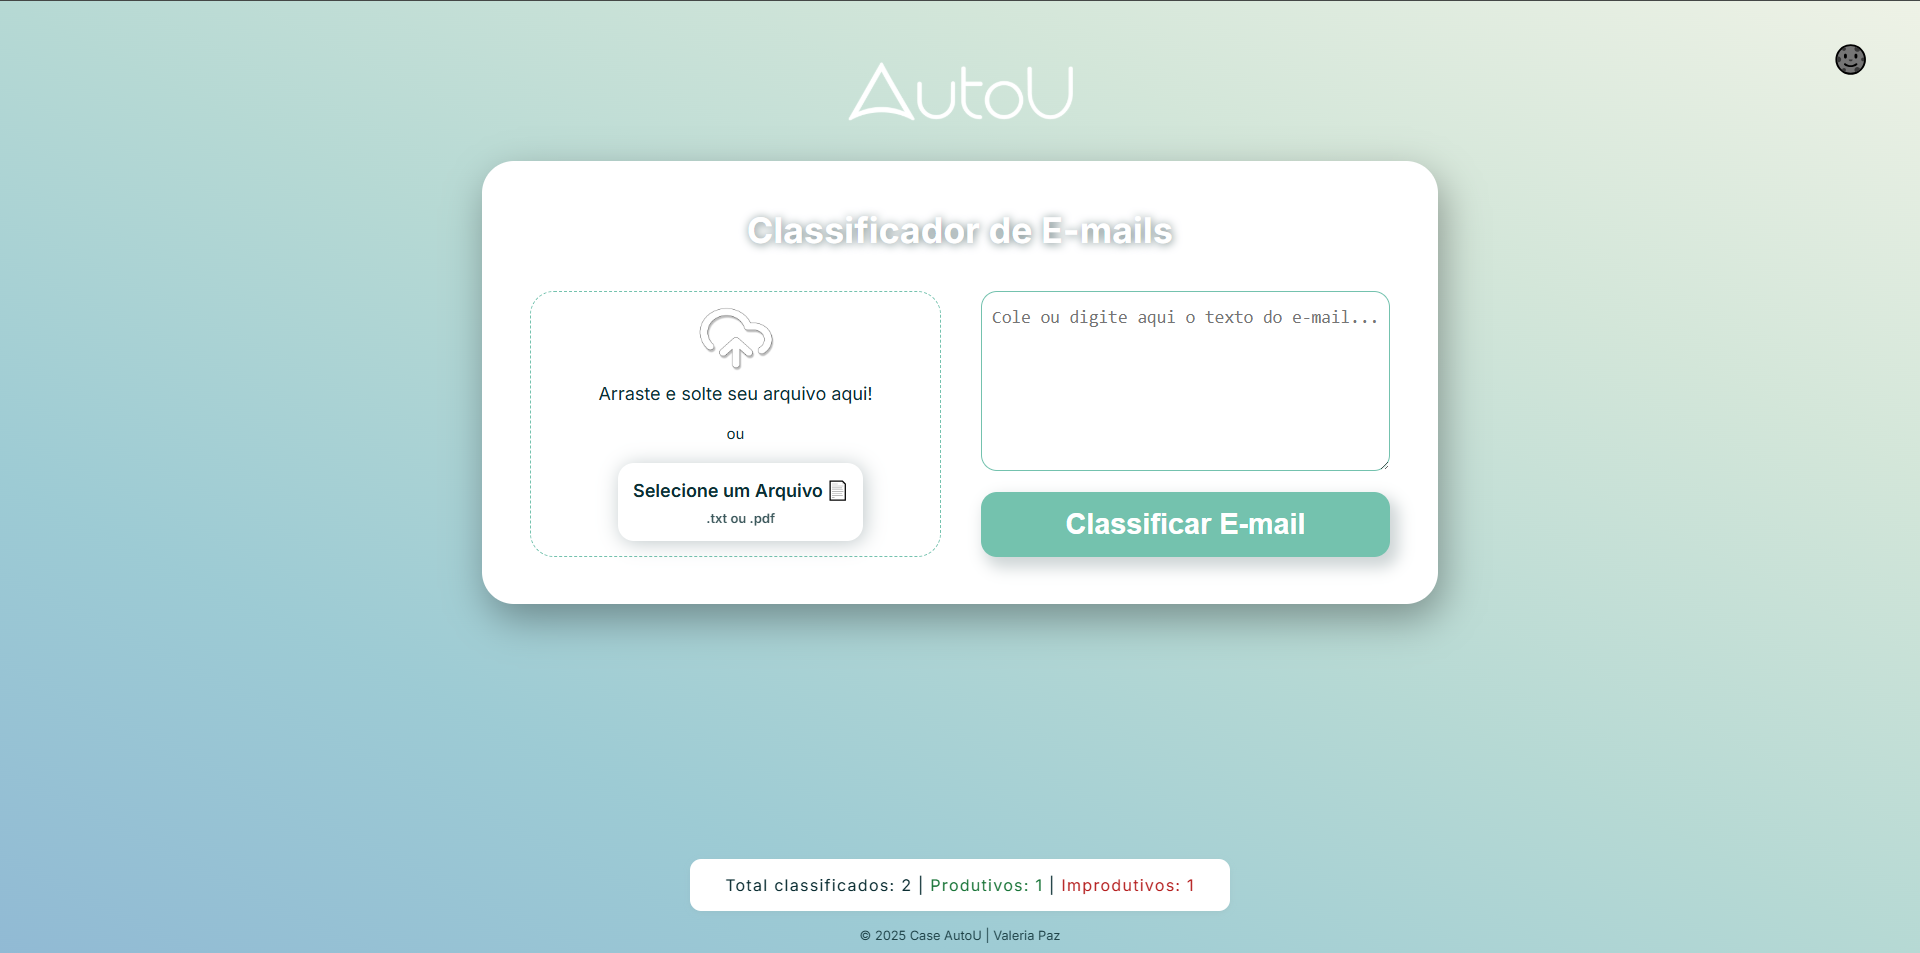 AutoU
Classificador de E-mails
Arraste e solte seu arquivo aqui!
ou
Selecione um Arquivo
.txt ou .pdf
Cole ou digite aqui o texto do e-mail...
Classificar E-mail
Total classificados: 2 | Produtivos: 1 | Improdutivos: 1
© 2025 Case AutoU | Valeria Paz